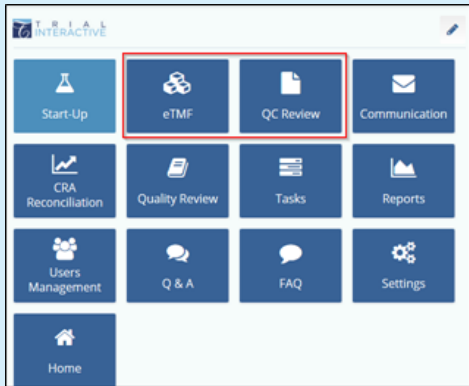 TRIAL
INTERACTIVE
Start-Up
eTMF
QC Review
Communication
CRA
Reconciliation
Quality Review
Tasks
Reports
Users
Management
Q & A
FAQ
Settings
Home